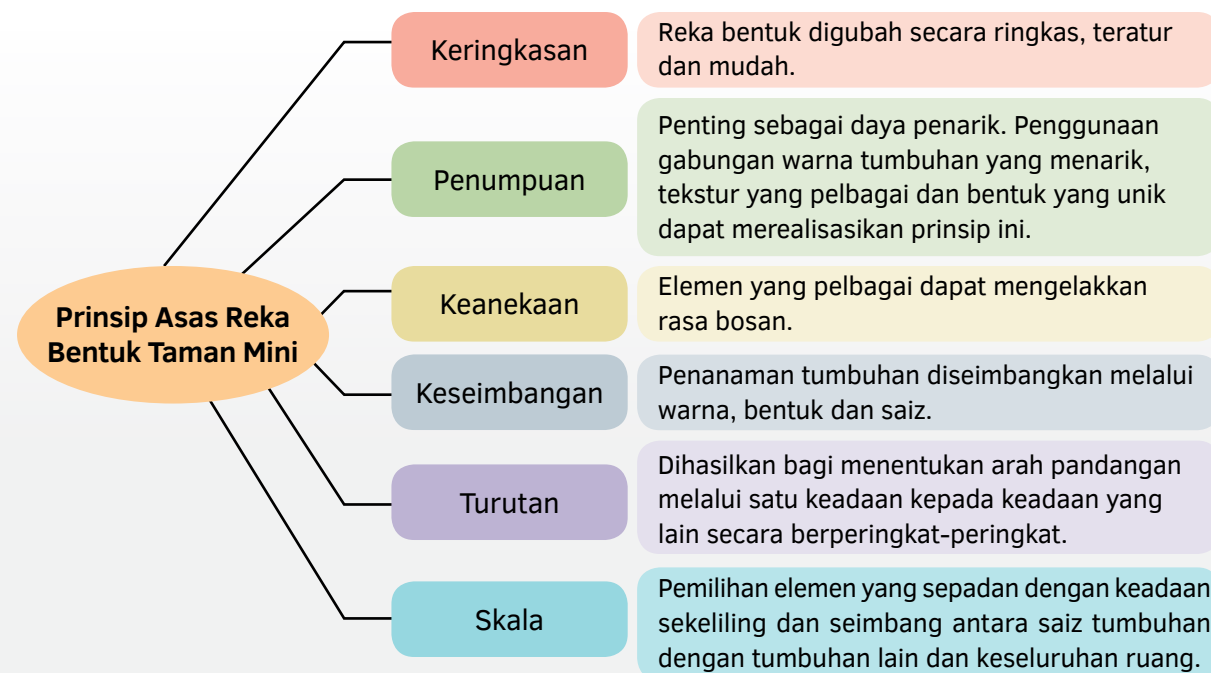 Prinsip Asas Reka
Bentuk Taman Mini
Keringkasan
Reka bentuk digubah secara ringkas, teratur
dan mudah.
Penumpuan
Penting sebagai daya penarik. Penggunaan
gabungan warna tumbuhan yang menarik,
tekstur yang pelbagai dan bentuk yang unik
dapat merealisasikan prinsip ini.
Keanekaan
Elemen yang pelbagai dapat mengelakkan
rasa bosan.
Keseimbangan
Penanaman tumbuhan diseimbangkan melalui
warna, bentuk dan saiz.
Turutan
Dihasilkan bagi menentukan arah pandangan
melalui satu keadaan kepada keadaan yang
lain secara berperingkat-peringkat.
Skala
Pemilihan elemen yang sepadan dengan keadaan
sekeliling dan seimbang antara saiz tumbuhan
dengan tumbuhan lain dan keseluruhan ruang.